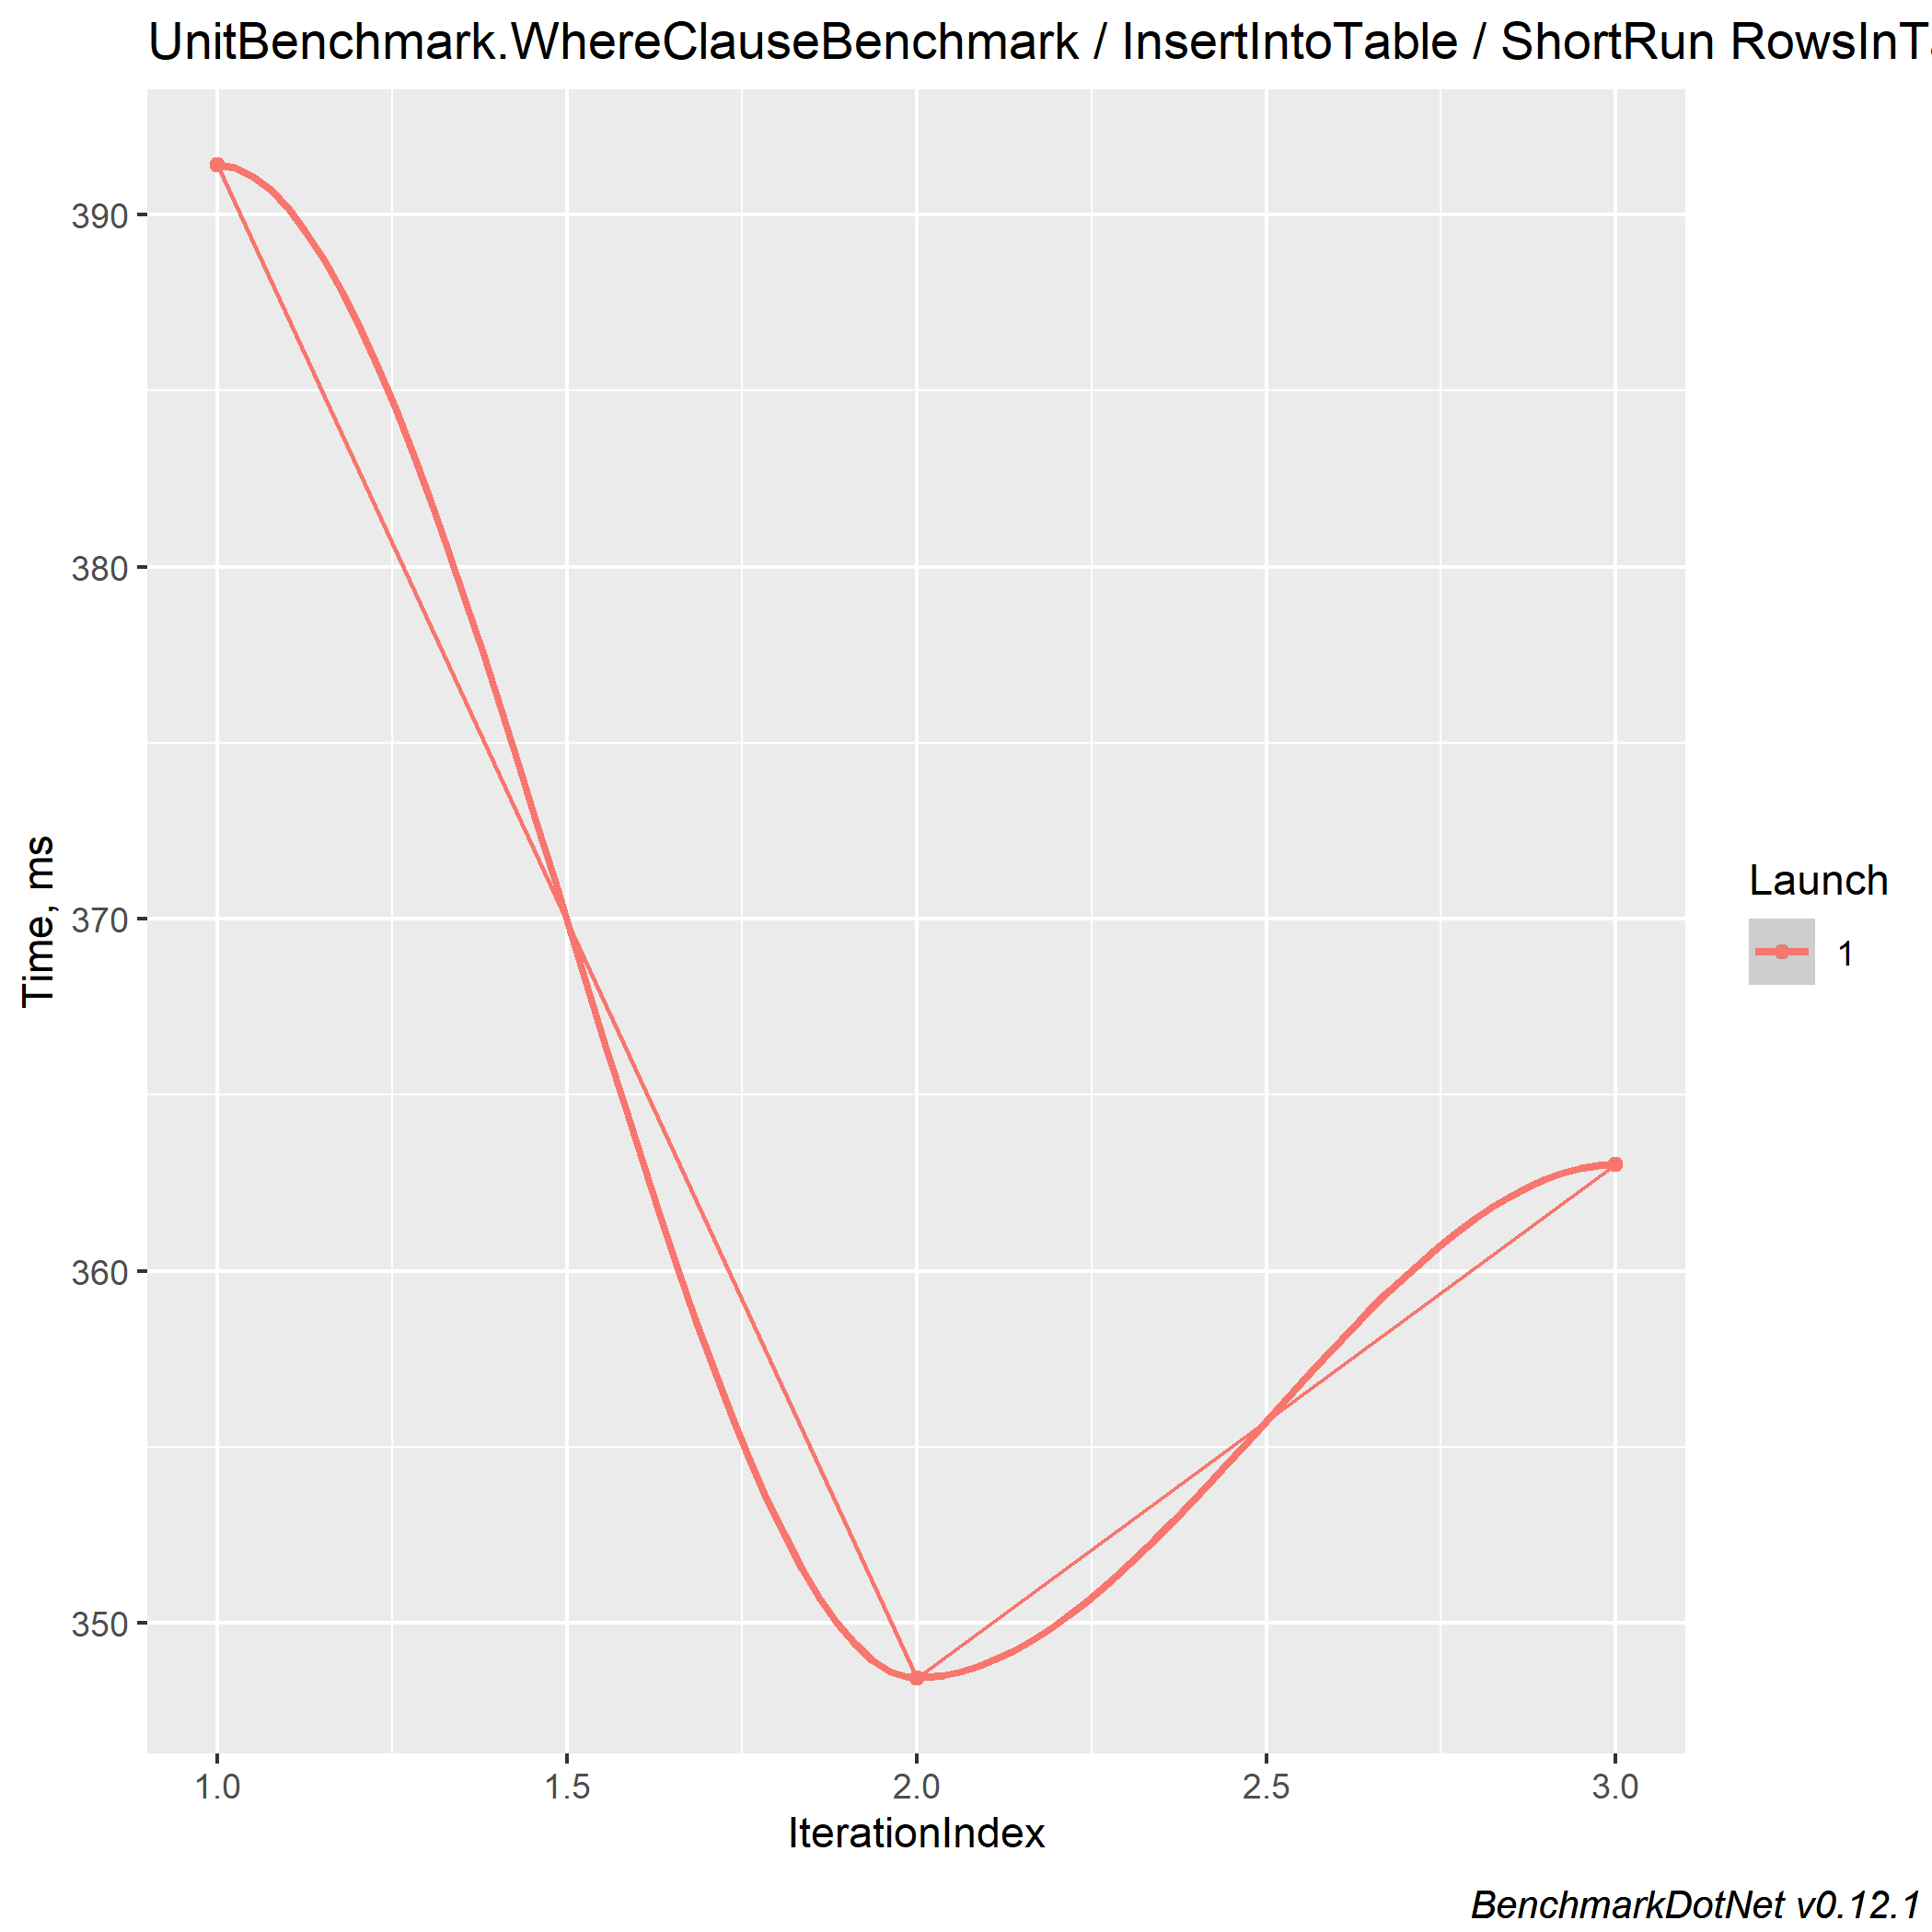 UnitBenchmark.WhereClauseBenchmark / InsertIntoTable / ShortRun RowsInTa
390
380
370
360
350
Time, ms
1.0 1.5 2.0 2.5 3.0
IterationIndex
Launch
1
BenchmarkDotNet v0.12.1